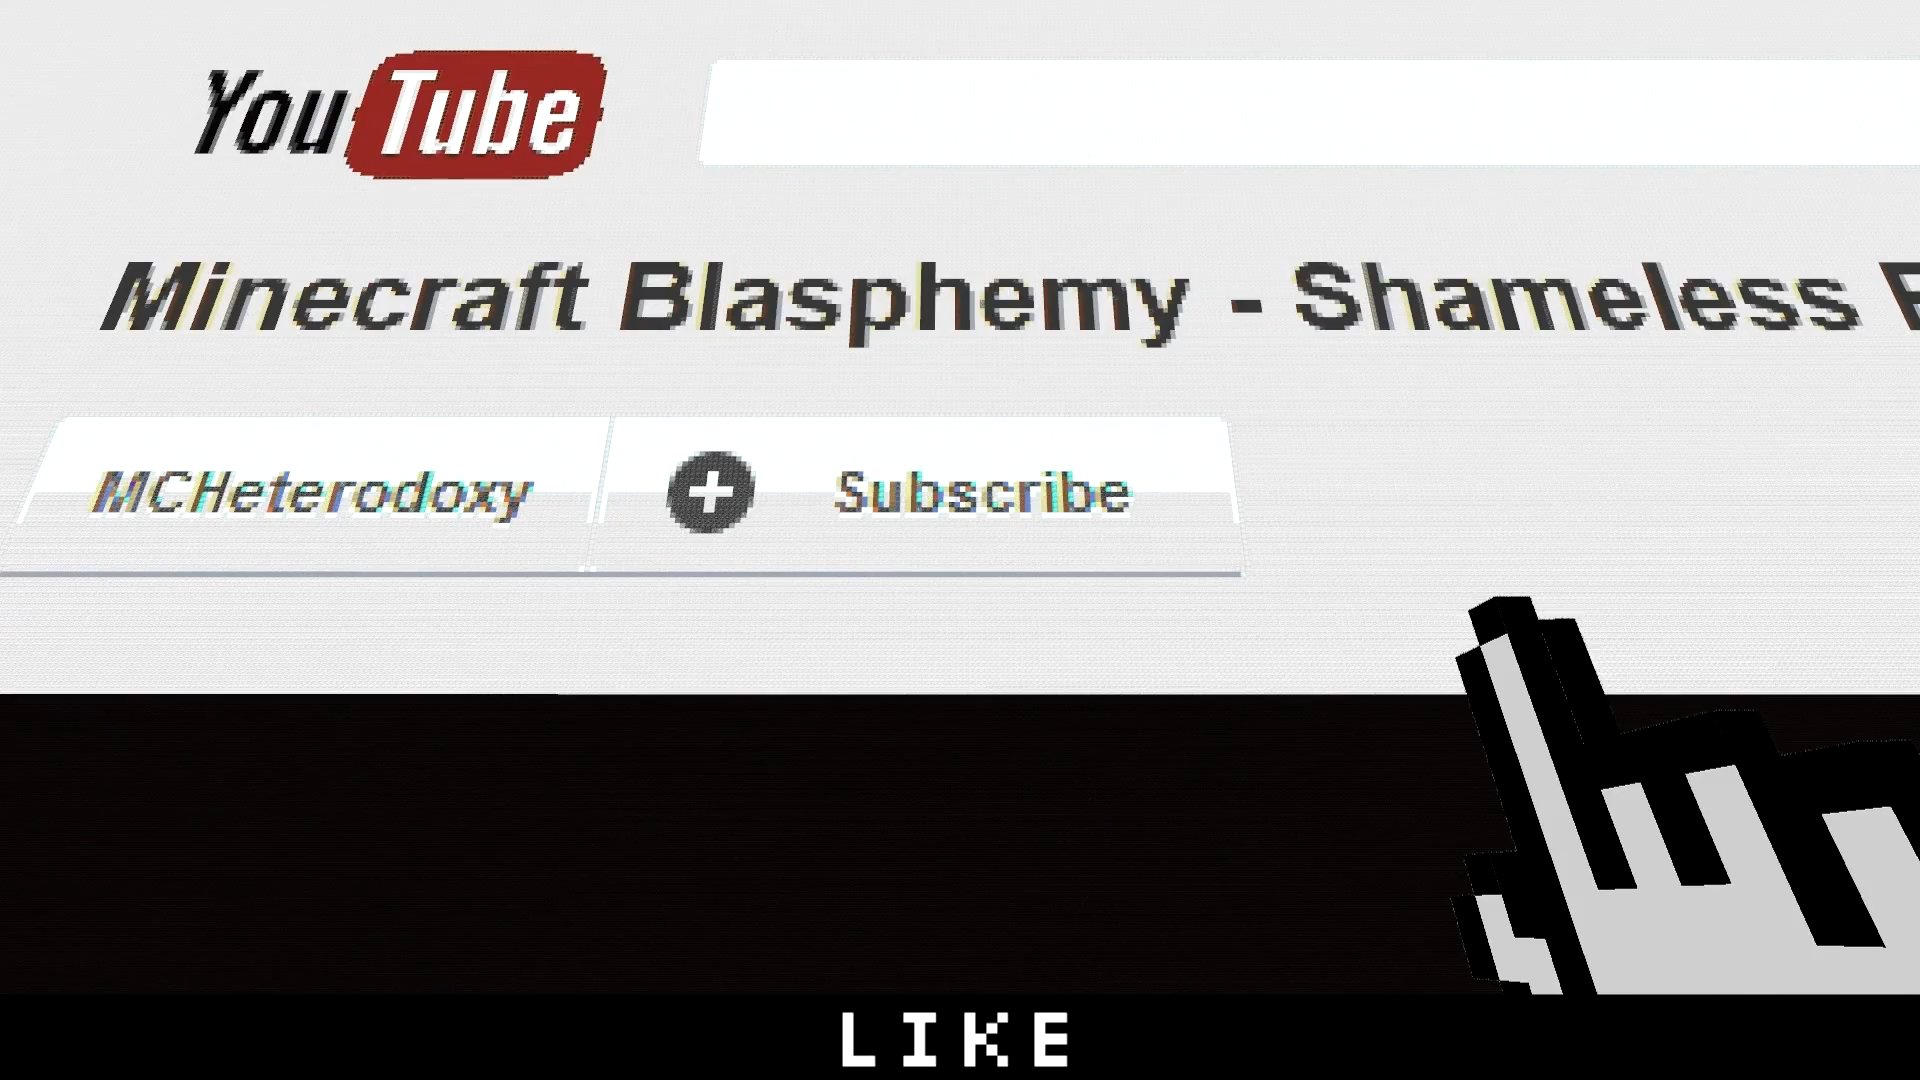 YouTube
Minecraft Blasphemy - Shameless
MCHeterodoxy
Subscribe
LIKE